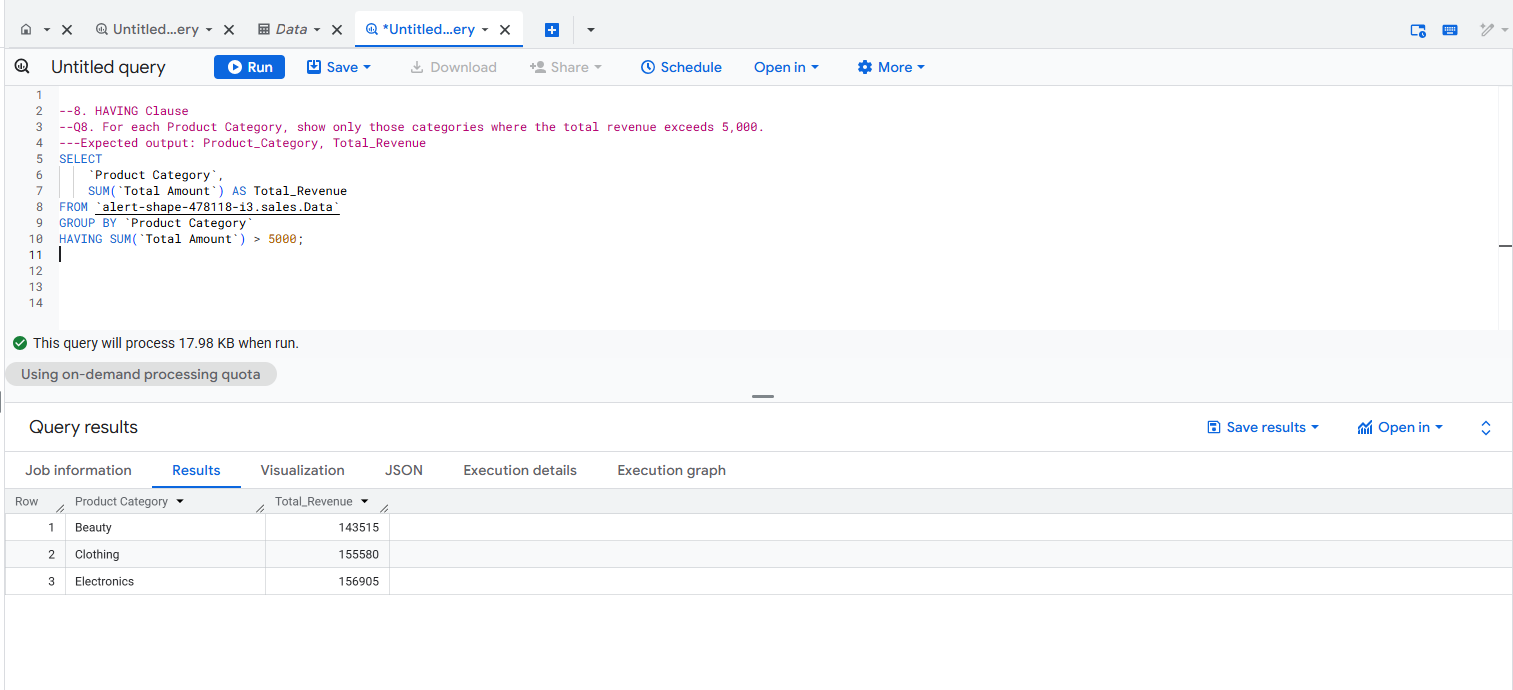 Untitled...ery
Data
*Untitled...ery
Untitled query
Run
Save
Download
Share
Schedule
Open in
More
1
2 --8. HAVING Clause
3 --Q8. For each Product Category, show only those categories where the total revenue exceeds 5,000.
4 ---Expected output: Product_Category, Total_Revenue
5 SELECT
6 `Product Category`,
7 SUM(`Total Amount`) AS Total_Revenue
8 FROM `alert-shape-478118-i3.sales.Data`
9 GROUP BY `Product Category`
10 HAVING SUM(`Total Amount`) > 5000;
11
12
13
14
This query will process 17.98 KB when run.
Using on-demand processing quota
Query results
Save results
Open in
Job information
Results
Visualization
JSON
Execution details
Execution graph
Row Product Category Total_Revenue
1 Beauty 143515
2 Clothing 155580
3 Electronics 156905